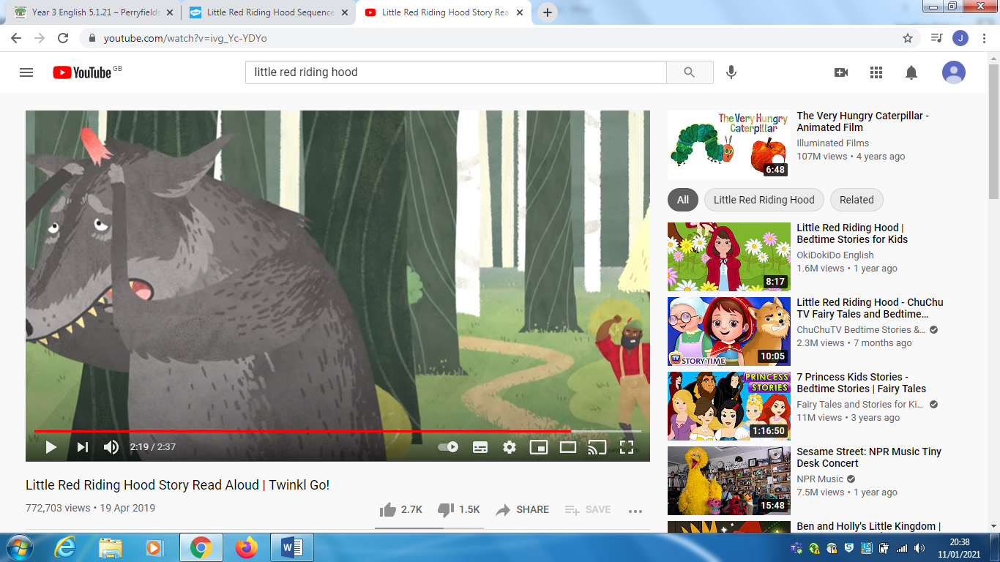 Year 3 English 5.1.21 – Perryfields
Little Red Riding Hood Sequence
Little Red Riding Hood Story Rea
youtube.com/watch?v=ivg_Yc-YDYo
J
YouTube GB
little red riding hood
The Very Hungry Caterpillar
6:48
The Very Hungry Caterpillar -
Animated Film
Illuminated Films
107M views • 4 years ago
All
Little Red Riding Hood
Related
8:17
Little Red Riding Hood |
Bedtime Stories for Kids
OkiDokiDo English
1.6M views • 1 year ago
TV STORY TIME
10:05
Little Red Riding Hood - ChuChu
TV Fairy Tales and Bedtime...
ChuChuTV Bedtime Stories &...
2.3M views • 7 months ago
PRINCESS
STORIES
1:16:50
7 Princess Kids Stories -
Bedtime Stories | Fairy Tales
Fairy Tales and Stories for Ki...
11M views • 3 years ago
15:48
Sesame Street: NPR Music Tiny
Desk Concert
NPR Music
7.5M views • 1 year ago
Ben and Holly's Little Kingdom |
2:19 / 2:37
Little Red Riding Hood Story Read Aloud | Twinkl Go!
772,703 views • 19 Apr 2019
2.7K
1.5K
SHARE
SAVE
20:38
11/01/2021